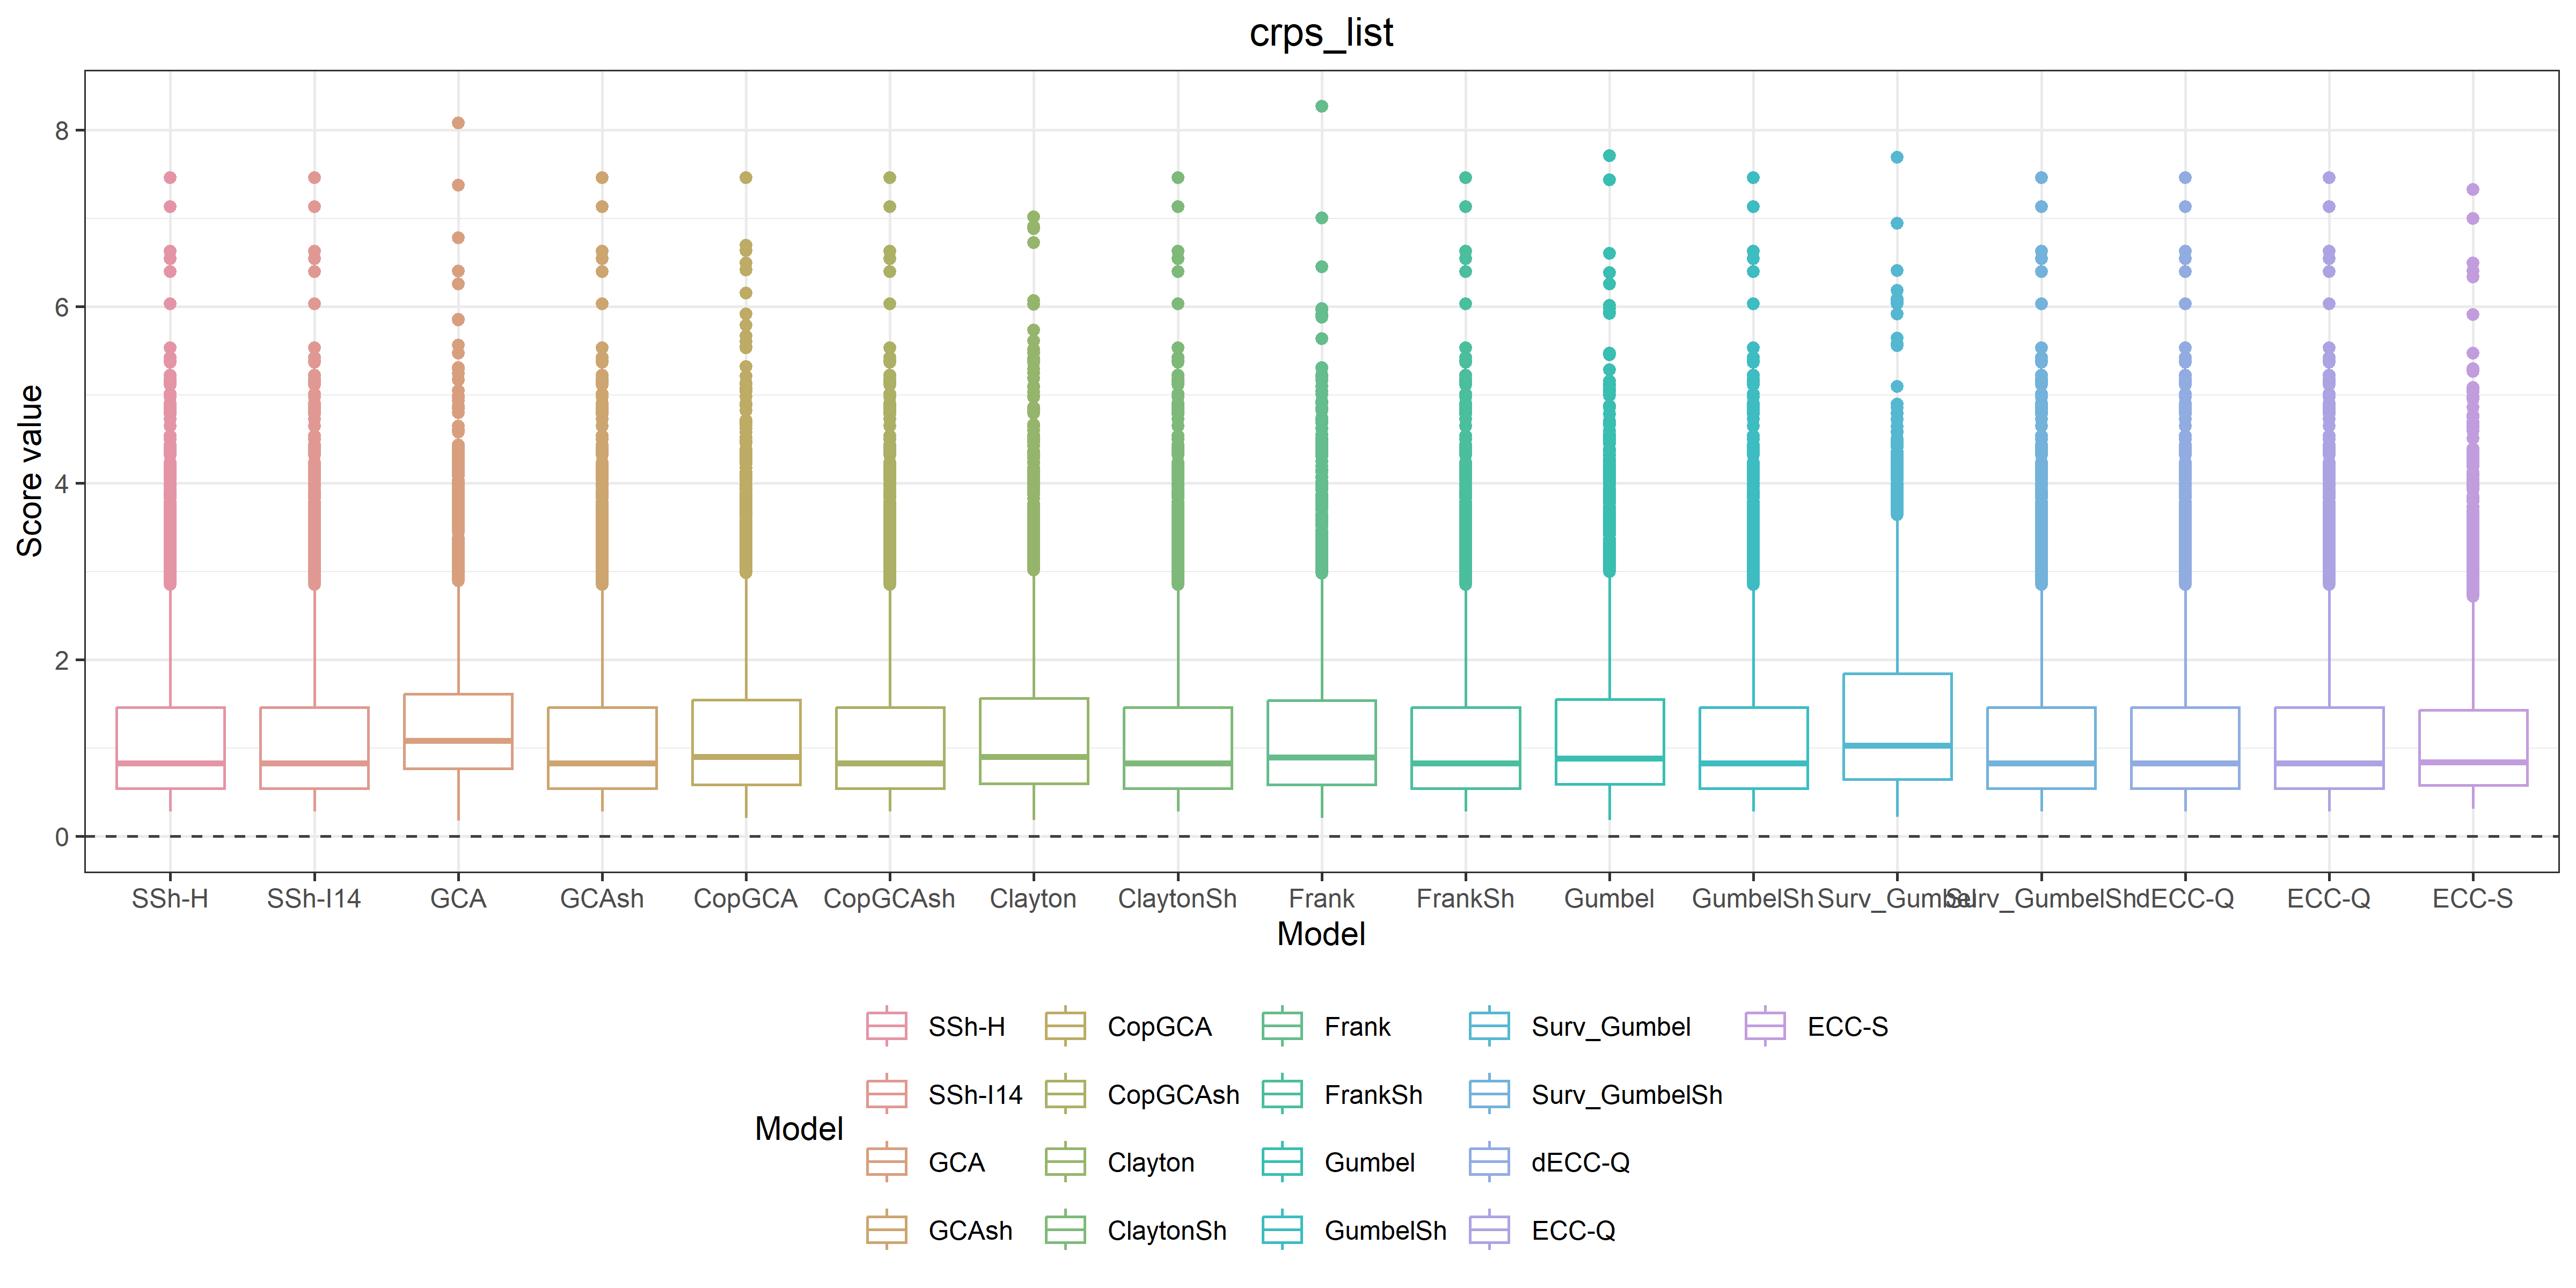 crps_list
Score value
8
6
4
2
0
SSh-H SSh-I14 GCA GCAsh CopGCA CopGCAsh Clayton ClaytonSh Frank FrankSh Gumbel GumbelSh Surv_Gumbel Surv_GumbelSh dECC-Q ECC-Q ECC-S
Model
Model
SSh-H CopGCA Frank Surv_Gumbel ECC-S
SSh-I14 CopGCAsh FrankSh Surv_GumbelSh
GCA Clayton Gumbel dECC-Q
GCAsh ClaytonSh GumbelSh ECC-Q